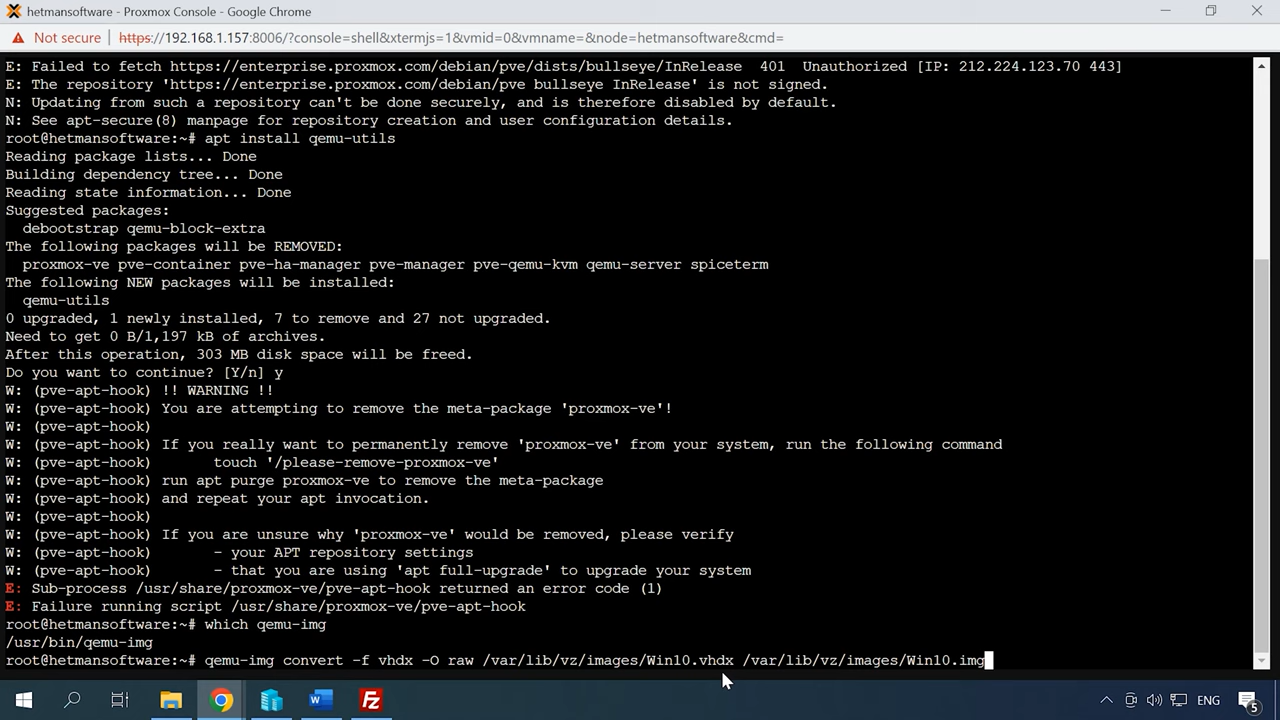 hetmansoftware - Proxmox Console - Google Chrome
Not secure | https://192.168.1.157:8006/?console=shell&xtermjs=1&vmid=0&vmname=&node=hetmansoftware&cmd=
E: Failed to fetch https://enterprise.proxmox.com/debian/pve/dists/bullseye/InRelease  401  Unauthorized [IP: 212.224.123.70 443]
E: The repository 'https://enterprise.proxmox.com/debian/pve bullseye InRelease' is not signed.
N: Updating from such a repository can't be done securely, and is therefore disabled by default.
N: See apt-secure(8) manpage for repository creation and user configuration details.
root@hetmansoftware:~# apt install qemu-utils
Reading package lists... Done
Building dependency tree... Done
Reading state information... Done
Suggested packages:
  debootstrap qemu-block-extra
The following packages will be REMOVED:
  proxmox-ve pve-container pve-ha-manager pve-manager pve-qemu-kvm qemu-server spiceterm
The following NEW packages will be installed:
  qemu-utils
0 upgraded, 1 newly installed, 7 to remove and 27 not upgraded.
Need to get 0 B/1,197 kB of archives.
After this operation, 303 MB disk space will be freed.
Do you want to continue? [Y/n] y
W: (pve-apt-hook) !! WARNING !!
W: (pve-apt-hook) You are attempting to remove the meta-package 'proxmox-ve'!
W: (pve-apt-hook)
W: (pve-apt-hook) If you really want to permanently remove 'proxmox-ve' from your system, run the following command
W: (pve-apt-hook)       touch '/please-remove-proxmox-ve'
W: (pve-apt-hook) run apt purge proxmox-ve to remove the meta-package
W: (pve-apt-hook) and repeat your apt invocation.
W: (pve-apt-hook)
W: (pve-apt-hook) If you are unsure why 'proxmox-ve' would be removed, please verify
W: (pve-apt-hook)       - your APT repository settings
W: (pve-apt-hook)       - that you are using 'apt full-upgrade' to upgrade your system
E: Sub-process /usr/share/proxmox-ve/pve-apt-hook returned an error code (1)
E: Failure running script /usr/share/proxmox-ve/pve-apt-hook
root@hetmansoftware:~# which qemu-img
/usr/bin/qemu-img
root@hetmansoftware:~# qemu-img convert -f vhdx -O raw /var/lib/vz/images/Win10.vhdx /var/lib/vz/images/Win10.img
ENG
5